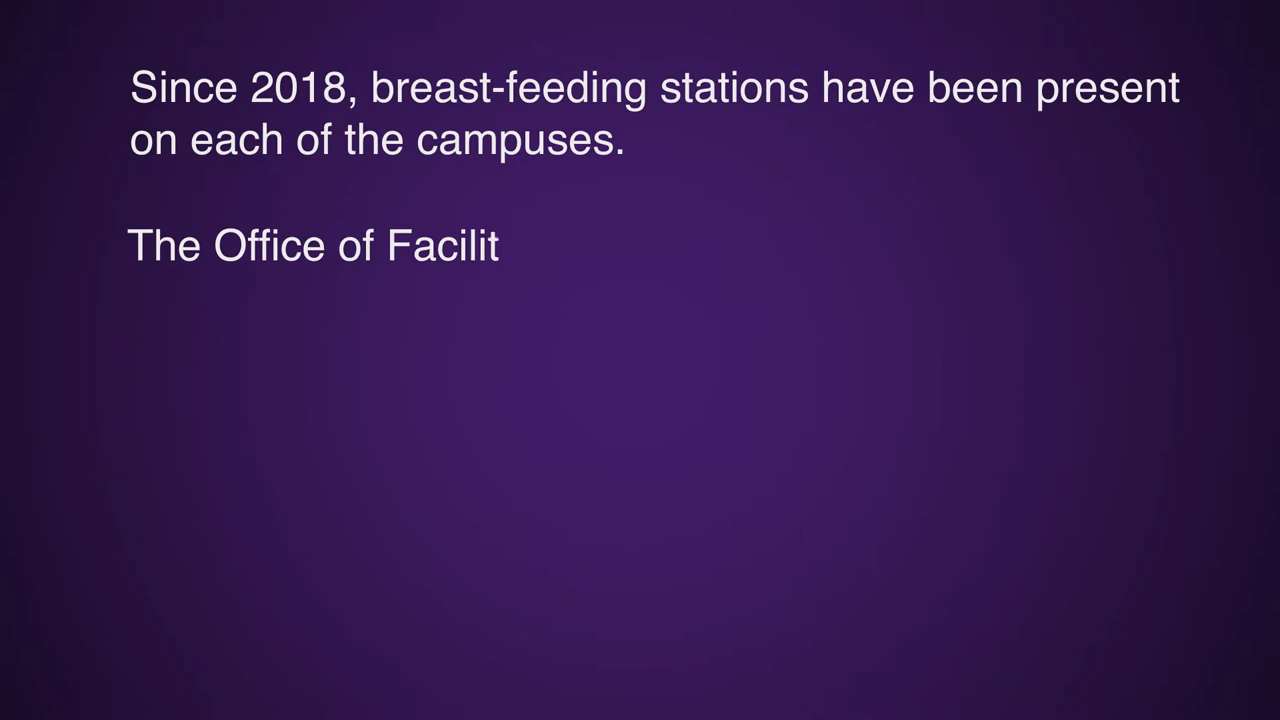 Since 2018, breast-feeding stations have been present
on each of the campuses.
The Office of Facilit